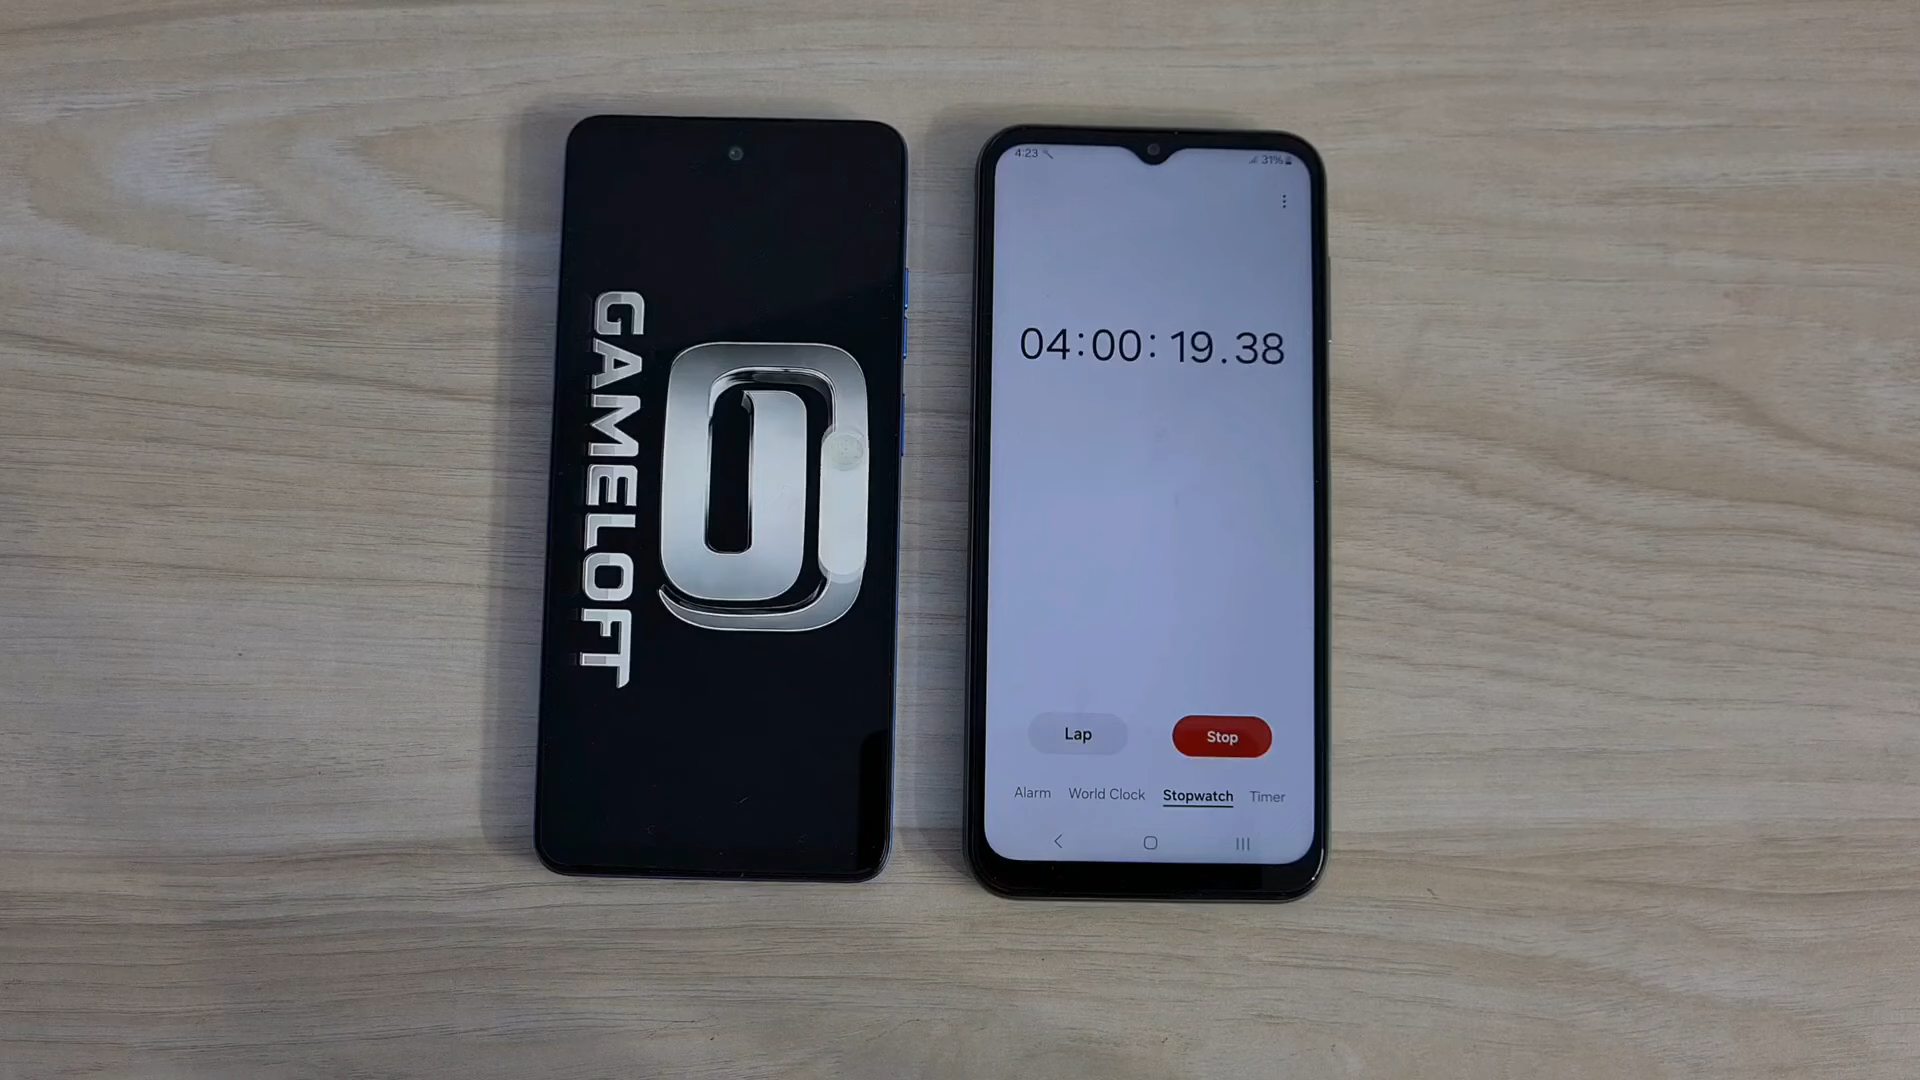 GAMELOFT
4:23
31%
04:00:19.38
Lap
Stop
Alarm World Clock Stopwatch Timer